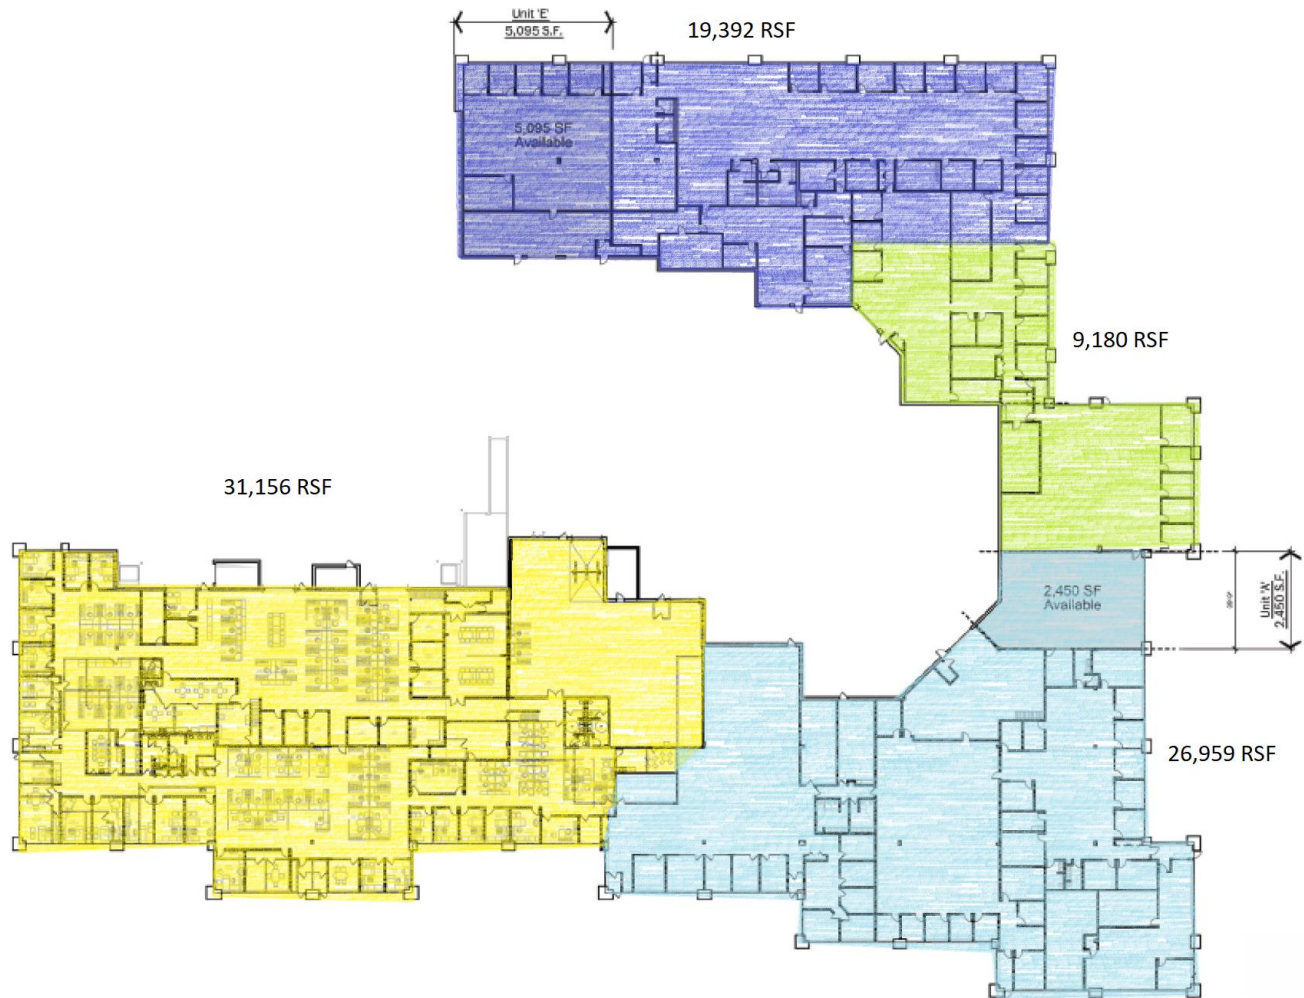 Unit 'E'
5,095 S.F.
19,392 RSF
5,095 SF
Available
9,180 RSF
31,156 RSF
2,450 SF
Available
Unit 'A'
2,450 S.F.
26,959 RSF